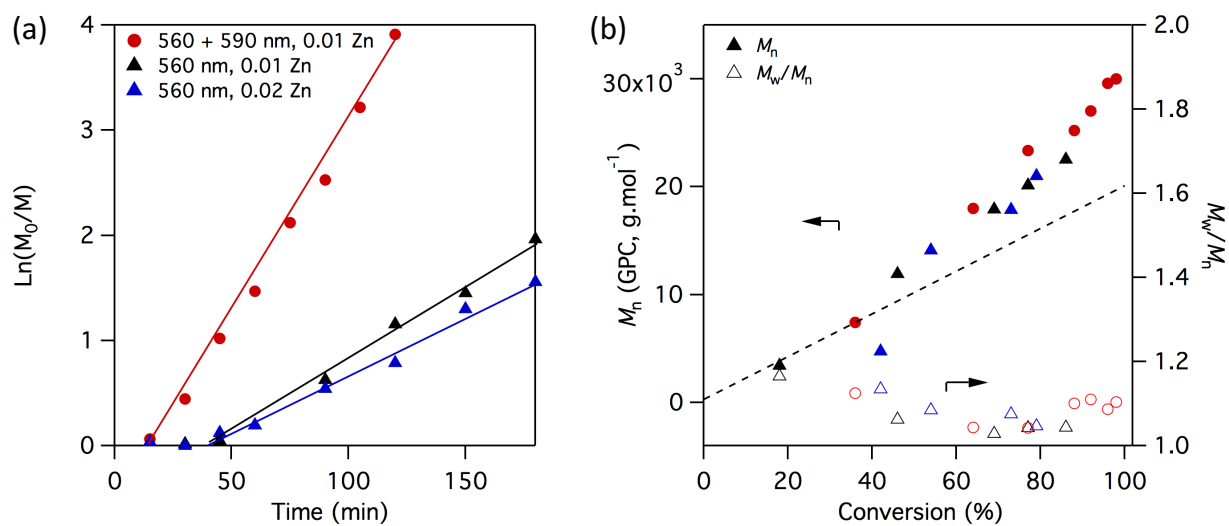 (a)
Ln(M₀/M)
4
3
2
1
0
560 + 590 nm, 0.01 Zn
560 nm, 0.01 Zn
560 nm, 0.02 Zn
0
50
100
150
Time (min)
(b)
Mₙ (GPC, g.mol⁻¹)
30x10³
20
10
0
Mₙ
M_w/Mₙ
2.0
1.8
1.6
1.4
1.2
1.0
M_w/Mₙ
0
20
40
60
80
100
Conversion (%)